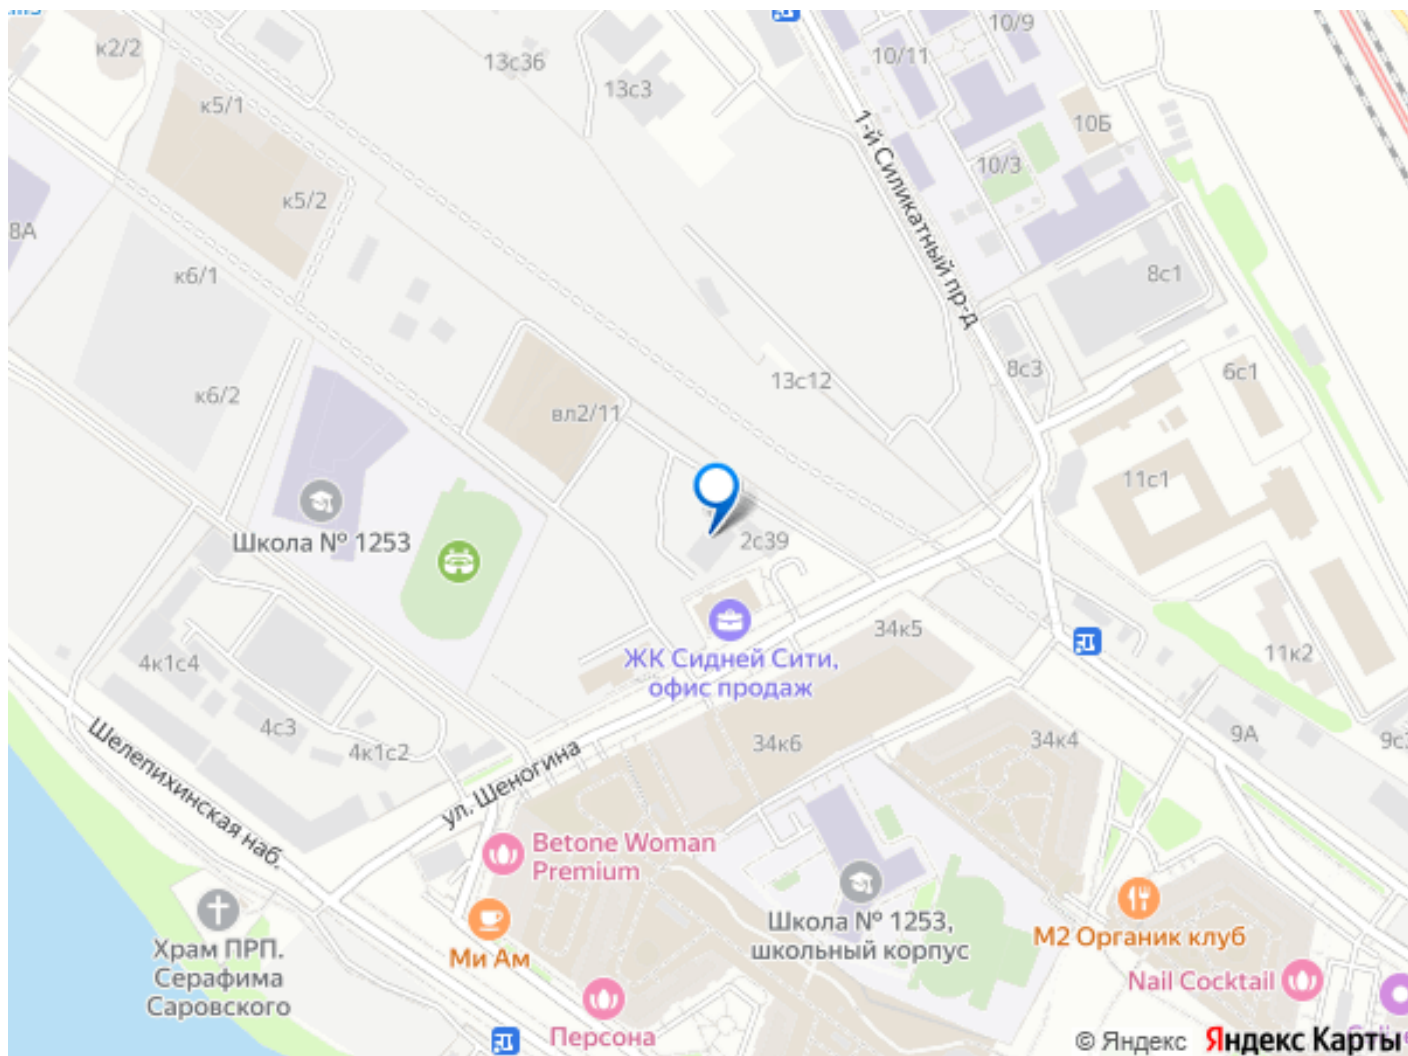 к2/2
13с36
10/9
10/11
13с3
к5/1
10Б
1-й Силикатный пр-д
10/3
к5/2
8А
к6/1
8с1
13с12
8с3
6с1
к6/2
вл2/11
11с1
Школа № 1253
2с39
34к5
ЖК Сидней Сити,
офис продаж
11к2
4к1с4
4с3
4к1с2
34к6
34к4
9А
Шелепихинская наб.
ул. Шеногина
Betone Woman
Premium
Школа № 1253,
школьный корпус
М2 Органик клуб
Храм ПРП.
Серафима
Саровского
Ми Ам
Nail Cocktail
Персона
© Яндекс Яндекс Карты